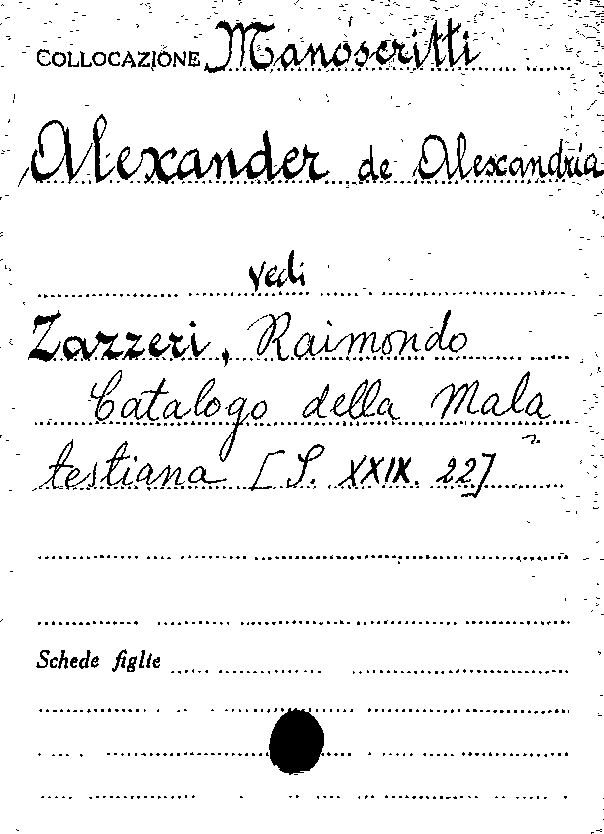 COLLOCAZIONE Manoscritti
Alexander de Alexandria
vedi
Zazzeri, Raimondo
Catalogo della Mala
testiana [S. XXIX. 22]
Schede figlie